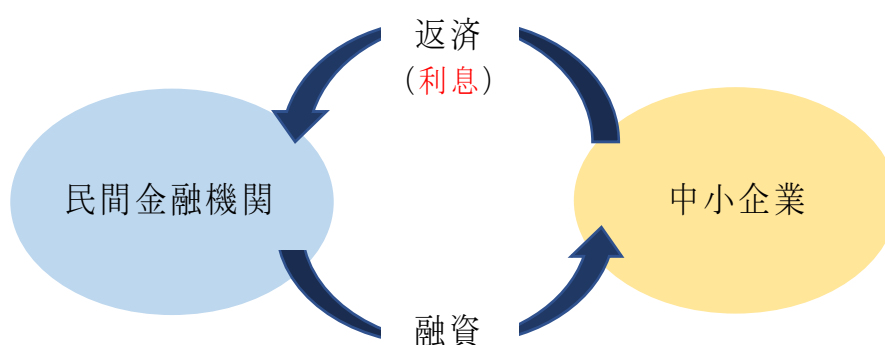 返済
（利息）
民間金融機関
中小企業
融資